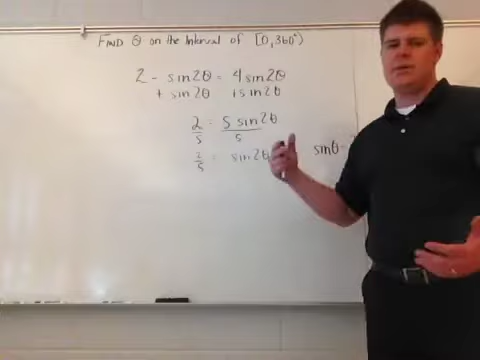 FIND θ on the Interval of [0,360°)
2 - sin2θ = 4sin2θ
+ sin2θ + sin2θ
2/5 = 5 sin2θ/5
2/5 = sin2θ
sinθ =